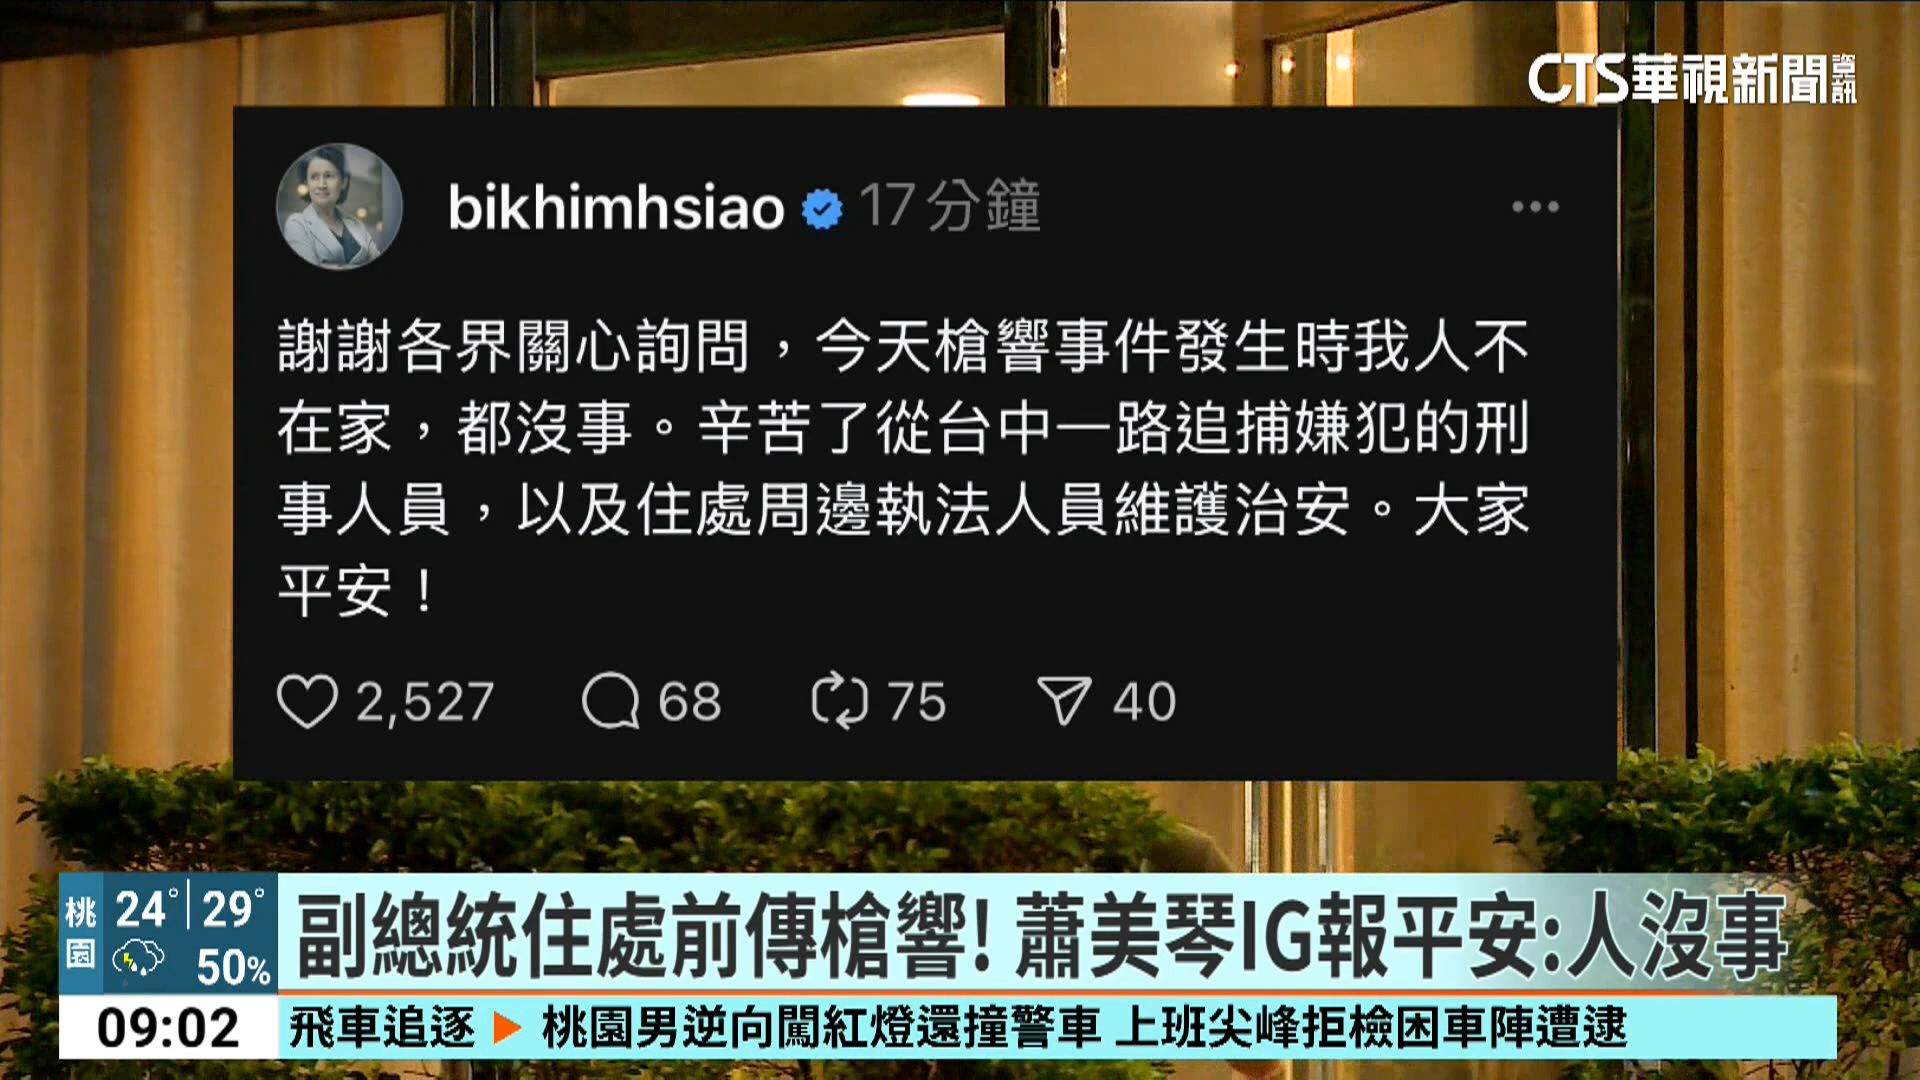 CTS華視新聞資訊
bikhimhsiao 17分鐘
謝謝各界關心詢問，今天槍響事件發生時我人不
在家，都沒事。辛苦了從台中一路追捕嫌犯的刑
事人員，以及住處周邊執法人員維護治安。大家
平安！
2,527 68 75 40
桃園 24° 29°
50%
副總統住處前傳槍響! 蕭美琴IG報平安:人沒事
09:02 飛車追逐 ▶ 桃園男逆向闖紅燈還撞警車 上班尖峰拒檢困車陣遭逮